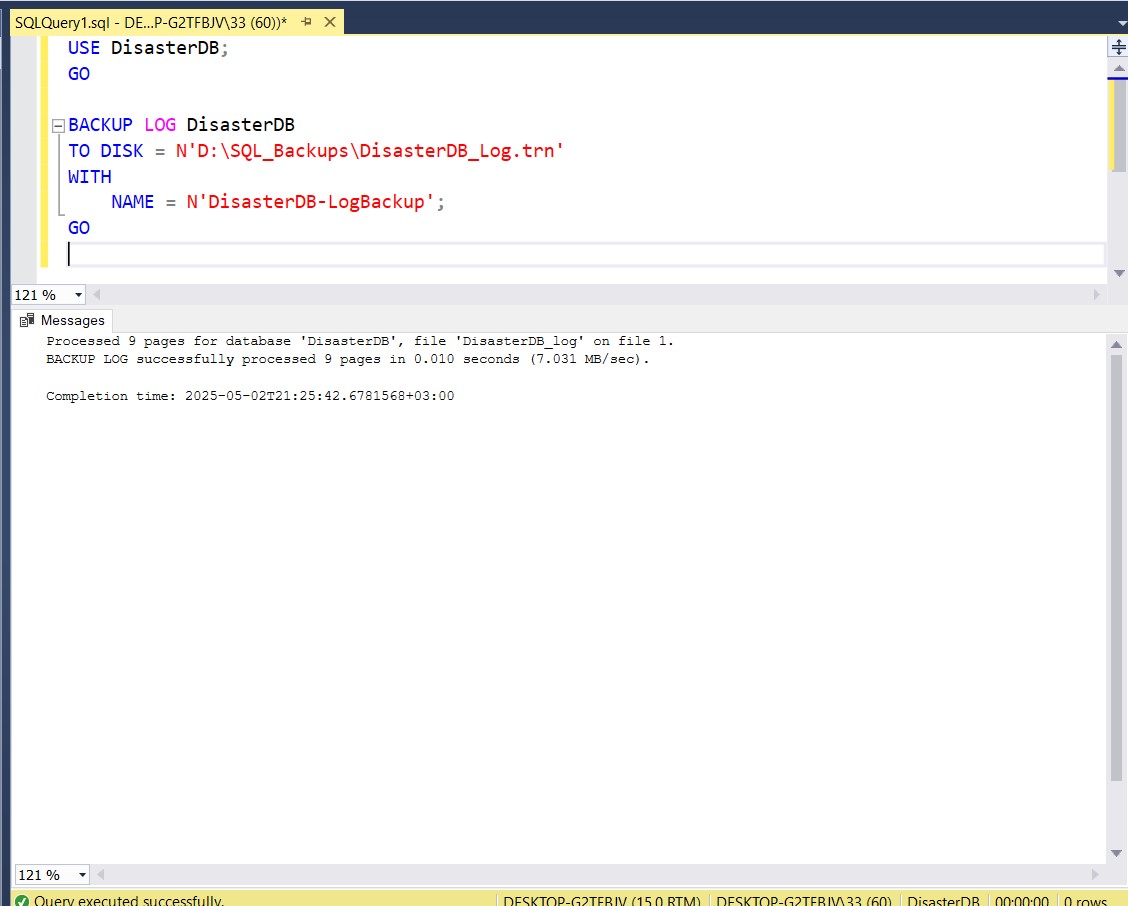 SQLQuery1.sql - DE...P-G2TFBJV\33 (60))*
USE DisasterDB;
GO
BACKUP LOG DisasterDB
TO DISK = N'D:\SQL_Backups\DisasterDB_Log.trn'
WITH
NAME = N'DisasterDB-LogBackup';
GO
121 %
Messages
Processed 9 pages for database 'DisasterDB', file 'DisasterDB_log' on file 1.
BACKUP LOG successfully processed 9 pages in 0.010 seconds (7.031 MB/sec).
Completion time: 2025-05-02T21:25:42.6781568+03:00
121 %
Query executed successfully. DESKTOP-G2TFBJV (15.0 RTM) DESKTOP-G2TFBJV\33 (60) DisasterDB 00:00:00 0 rows